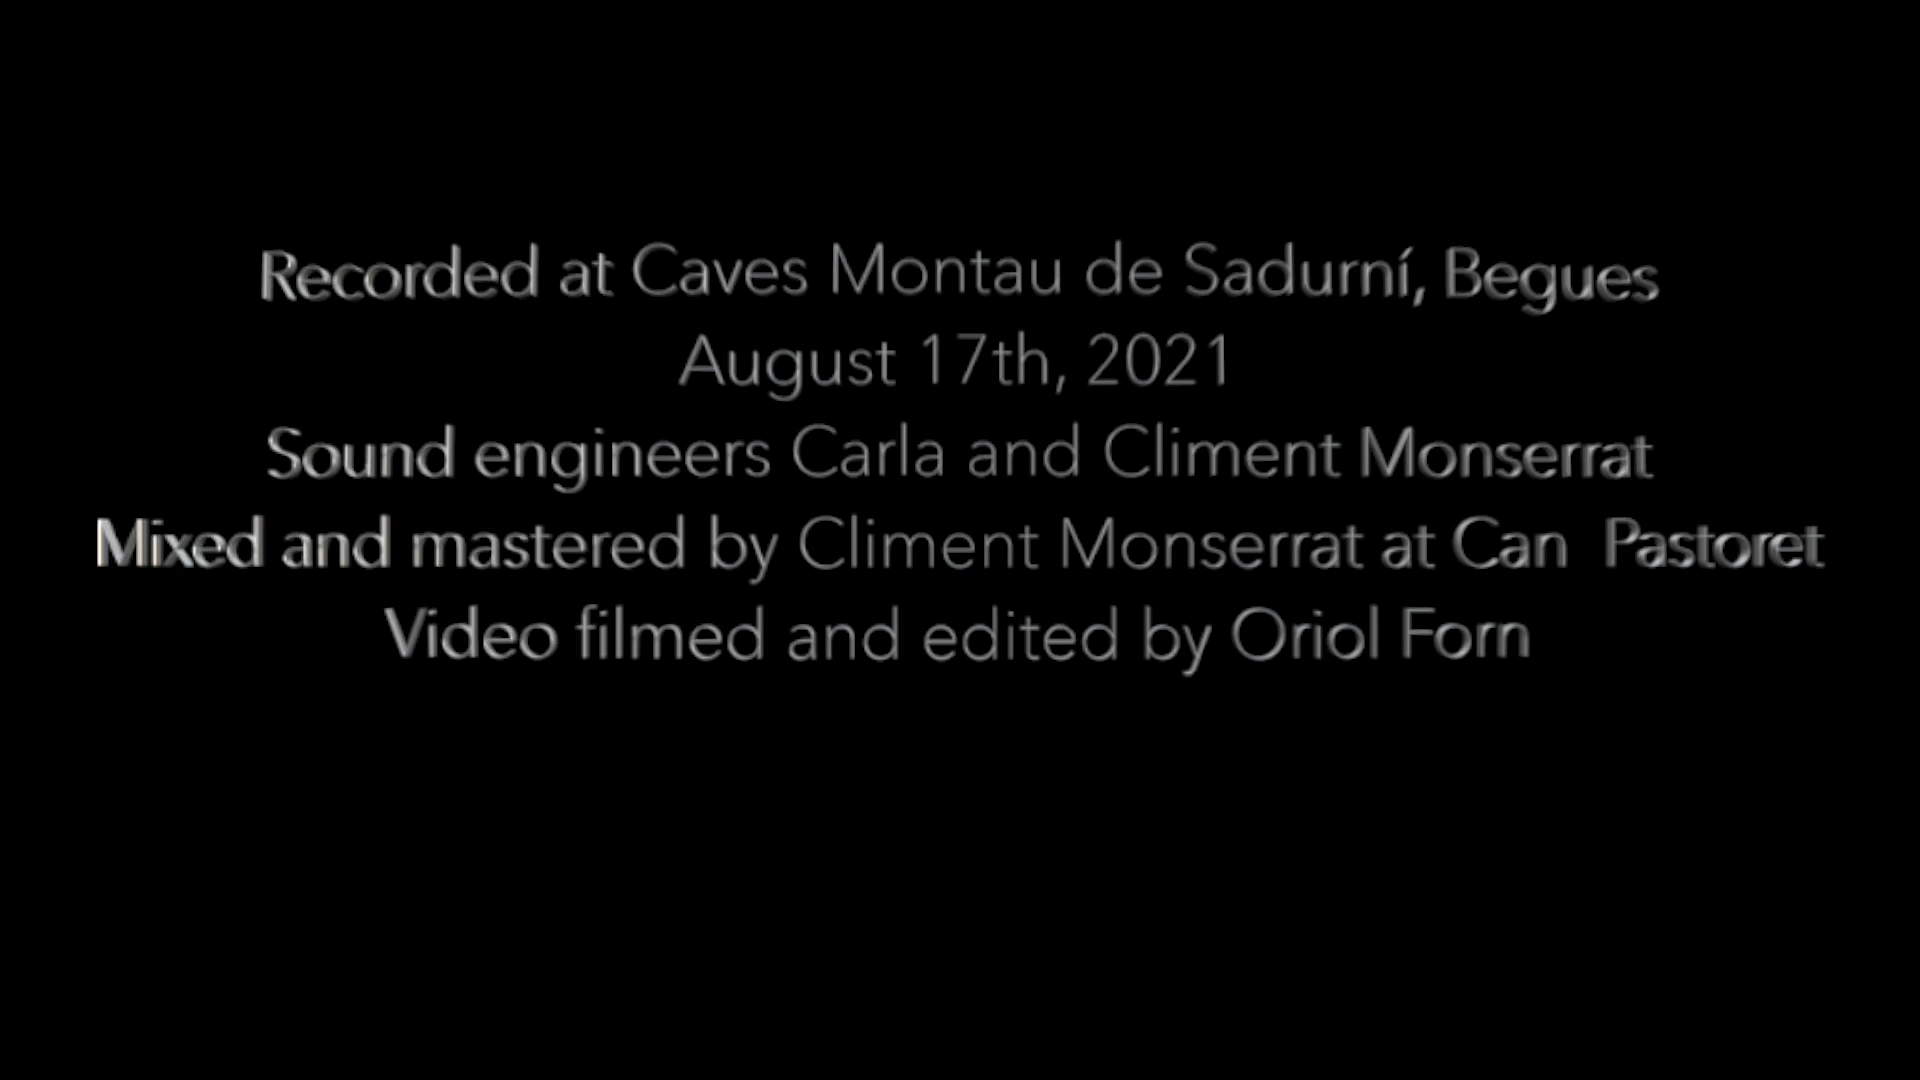 Recorded at Caves Montau de Sadurní, Begues
August 17th, 2021
Sound engineers Carla and Climent Monserrat
Mixed and mastered by Climent Monserrat at Can Pastoret
Video filmed and edited by Oriol Forn